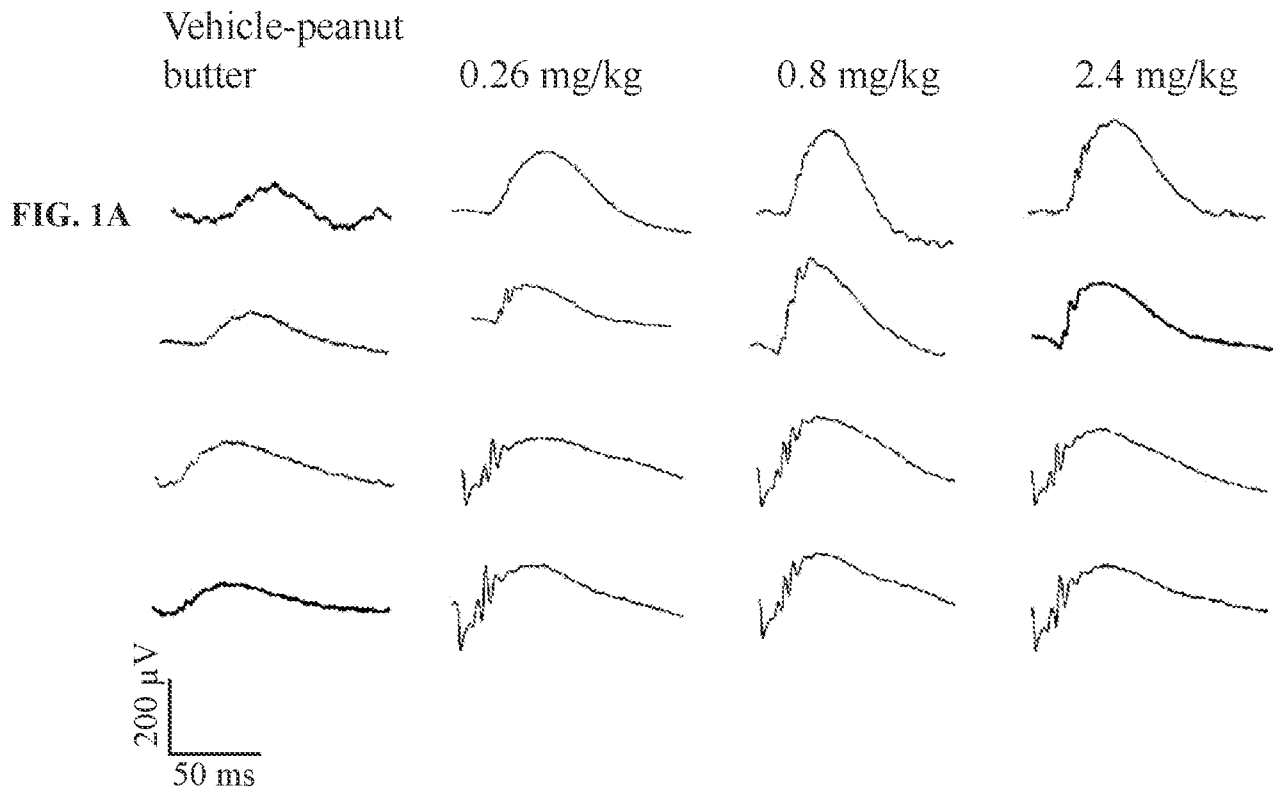 Vehicle-peanut
butter
0.26 mg/kg
0.8 mg/kg
2.4 mg/kg
FIG. 1A
200 μV
50 ms